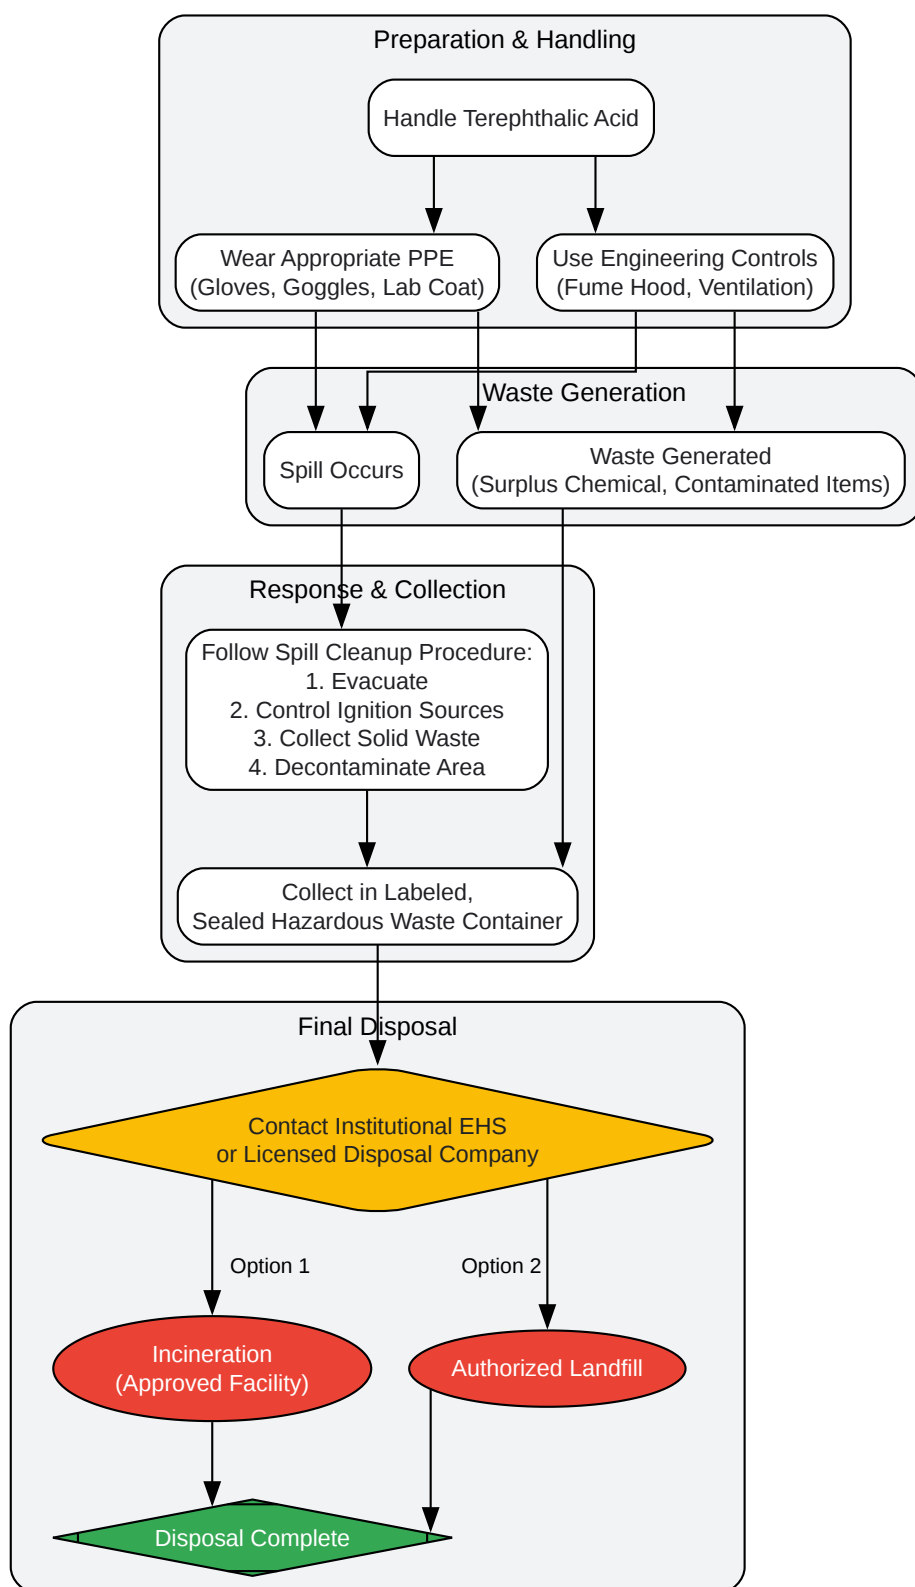 Preparation & Handling
Handle Terephthalic Acid
Wear Appropriate PPE
(Gloves, Goggles, Lab Coat)
Use Engineering Controls
(Fume Hood, Ventilation)
Waste Generation
Spill Occurs
Waste Generated
(Surplus Chemical, Contaminated Items)
Response & Collection
Follow Spill Cleanup Procedure:
1. Evacuate
2. Control Ignition Sources
3. Collect Solid Waste
4. Decontaminate Area
Collect in Labeled,
Sealed Hazardous Waste Container
Final Disposal
Contact Institutional EHS
or Licensed Disposal Company
Option 1
Option 2
Incineration
(Approved Facility)
Authorized Landfill
Disposal Complete